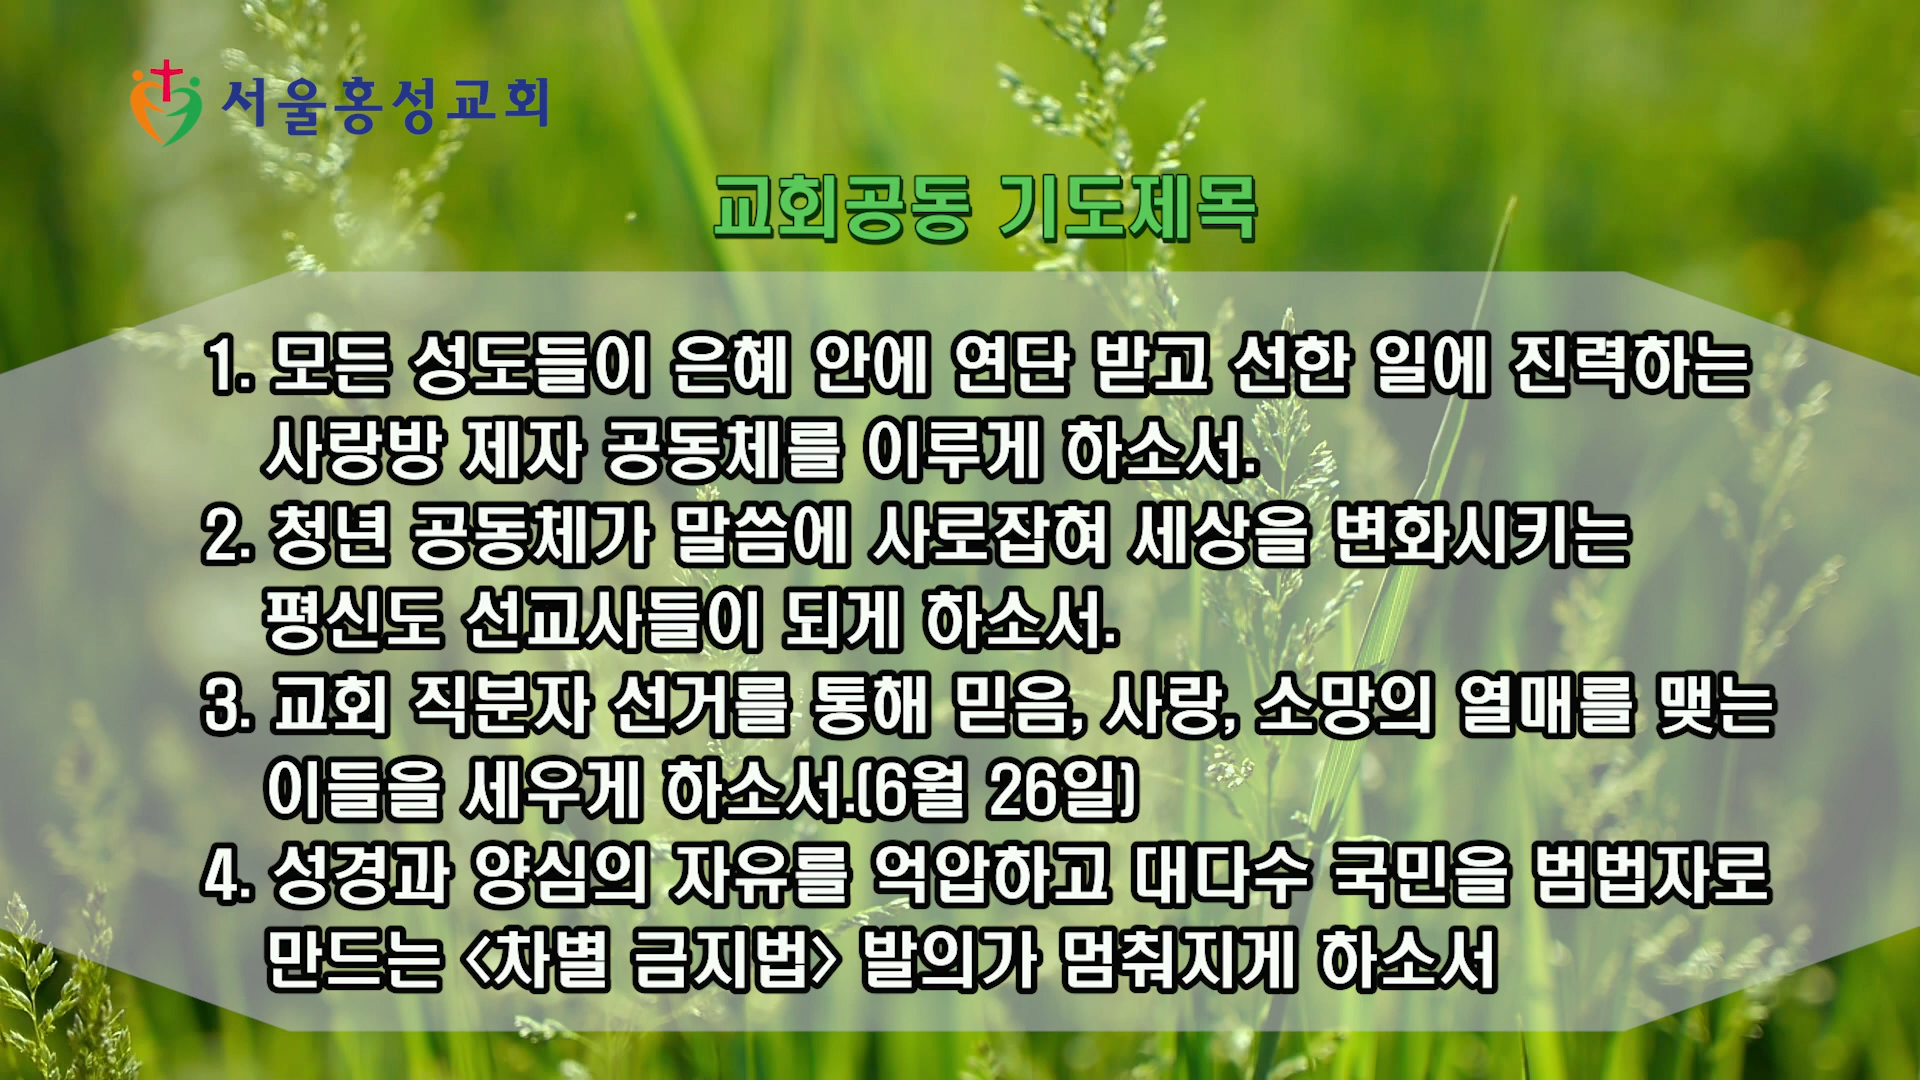 서울홍성교회
교회공동 기도제목
1. 모든 성도들이 은혜 안에 연단 받고 선한 일에 진력하는
사랑방 제자 공동체를 이루게 하소서.
2. 청년 공동체가 말씀에 사로잡혀 세상을 변화시키는
평신도 선교사들이 되게 하소서.
3. 교회 직분자 선거를 통해 믿음, 사랑, 소망의 열매를 맺는
이들을 세우게 하소서.(6월 26일)
4. 성경과 양심의 자유를 억압하고 대다수 국민을 범법자로
만드는 <차별 금지법> 발의가 멈춰지게 하소서